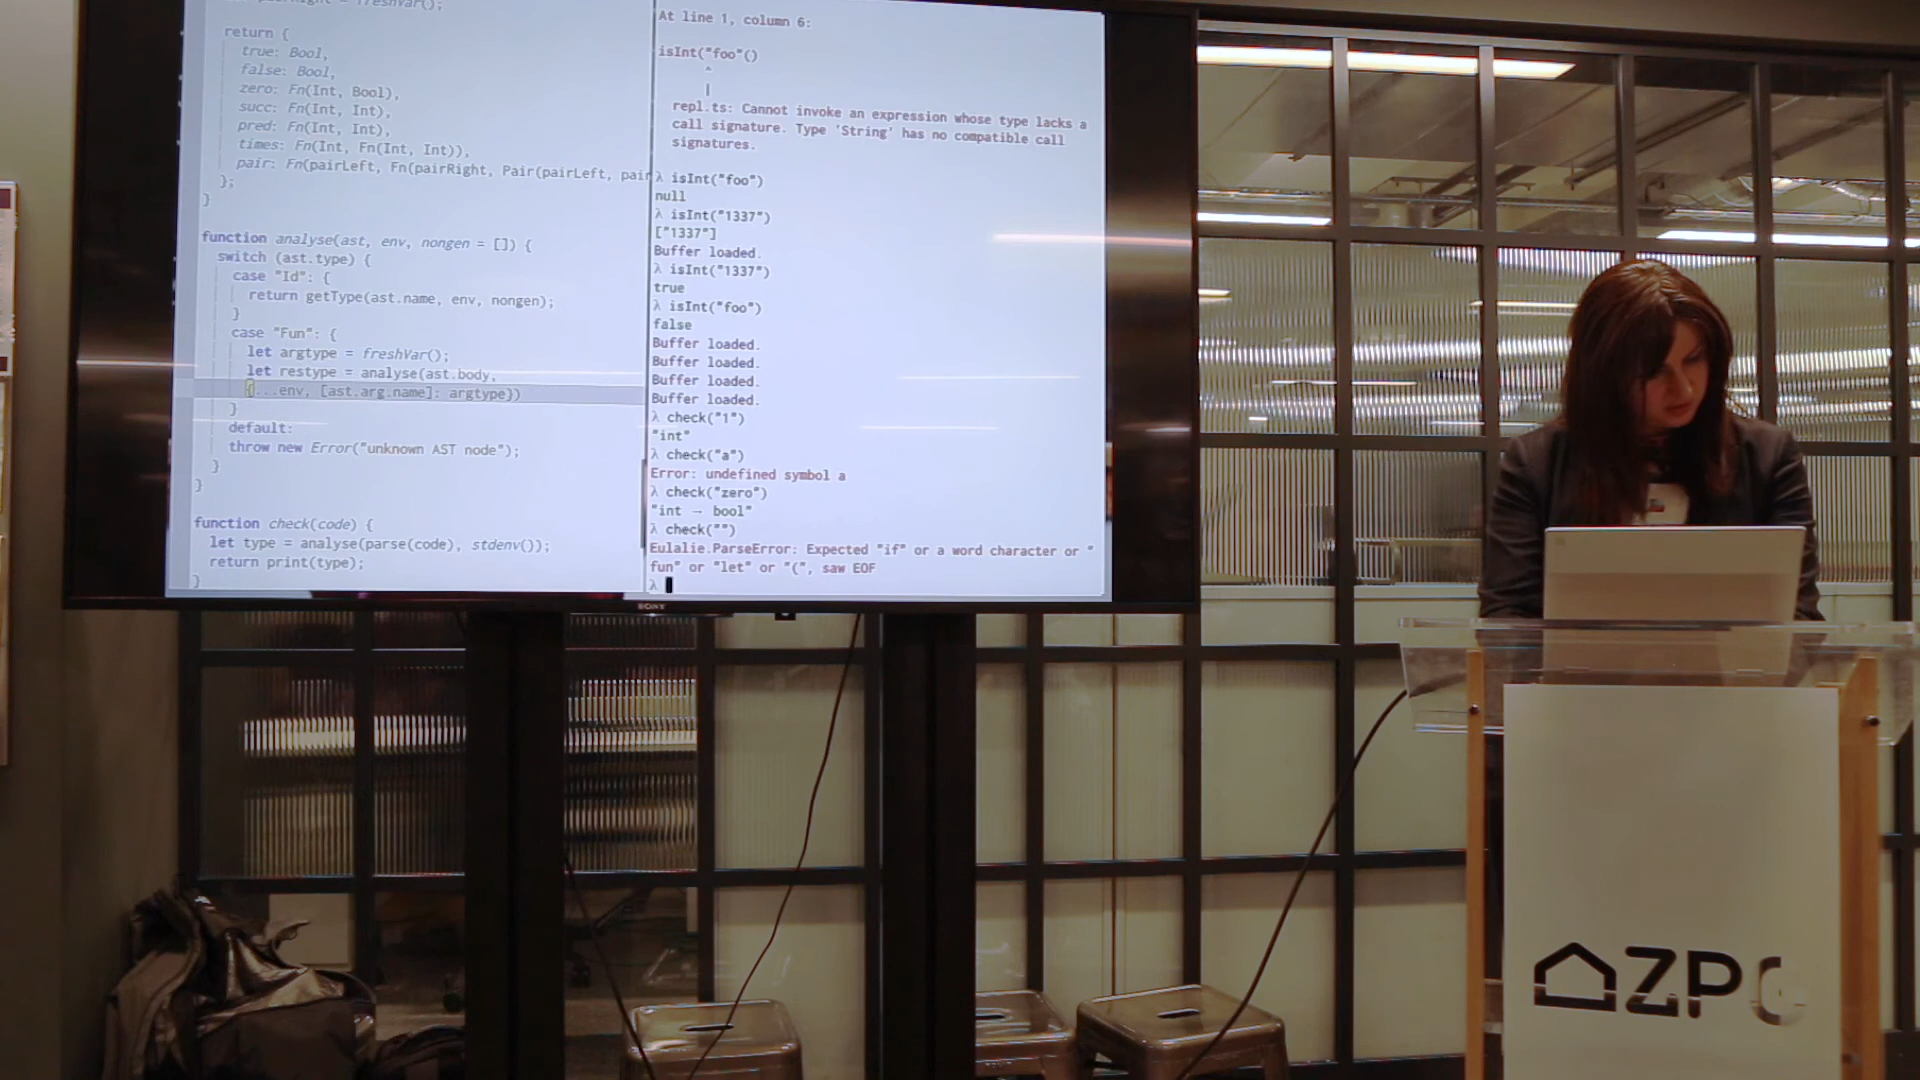 return {
true: Bool,
false: Bool,
zero: Fn(Int, Bool),
succ: Fn(Int, Int),
pred: Fn(Int, Int),
times: Fn(Int, Fn(Int, Int)),
pair: Fn(pairLeft, Fn(pairRight, Pair(pairLeft, pair
};
}
function analyse(ast, env, nongen = []) {
switch (ast.type) {
case "Id": {
return getType(ast.name, env, nongen);
}
case "Fun": {
let argtype = freshVar();
let restype = analyse(ast.body,
{...env, [ast.arg.name]: argtype})
}
default:
throw new Error("unknown AST node");
}
}
function check(code) {
let type = analyse(parse(code), stdenv());
return print(type);
}
At line 1, column 6:
isInt("foo"()
^
|
repl.ts: Cannot invoke an expression whose type lacks a
call signature. Type 'String' has no compatible call
signatures.
λ isInt("foo")
null
λ isInt("1337")
["1337"]
Buffer loaded.
λ isInt("1337")
true
λ isInt("foo")
false
Buffer loaded.
Buffer loaded.
Buffer loaded.
Buffer loaded.
λ check("1")
"int"
λ check("a")
Error: undefined symbol a
λ check("zero")
"int → bool"
λ check("")
Eulalie.ParseError: Expected "if" or a word character or "
fun" or "let" or "(", saw EOF
λ
SONY
ZPG